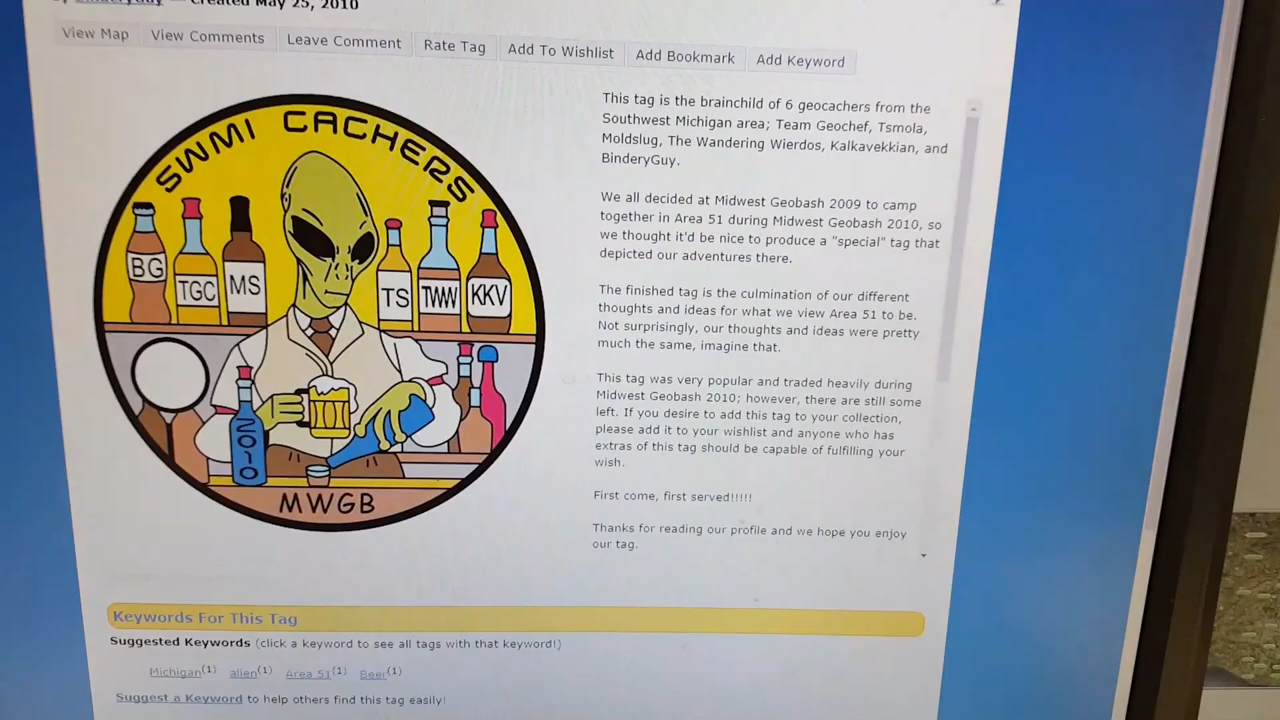 Created May 25, 2010
View Map View Comments Leave Comment Rate Tag Add To Wishlist Add Bookmark Add Keyword
SWMI CACHERS
BG TGC MS TS TWW KKV
2010
MWGB
This tag is the brainchild of 6 geocachers from the
Southwest Michigan area; Team Geochef, Tsmola,
Moldslug, The Wandering Wierdos, Kalkavekkian, and
BinderyGuy.
We all decided at Midwest Geobash 2009 to camp
together in Area 51 during Midwest Geobash 2010, so
we thought it'd be nice to produce a "special" tag that
depicted our adventures there.
The finished tag is the culmination of our different
thoughts and ideas for what we view Area 51 to be.
Not surprisingly, our thoughts and ideas were pretty
much the same, imagine that.
This tag was very popular and traded heavily during
Midwest Geobash 2010; however, there are still some
left. If you desire to add this tag to your collection,
please add it to your wishlist and anyone who has
extras of this tag should be capable of fulfilling your
wish.
First come, first served!!!!!
Thanks for reading our profile and we hope you enjoy
our tag.
Keywords For This Tag
Suggested Keywords (click a keyword to see all tags with that keyword!)
Michigan(1) alien(1) Area 51(1) Beer(1)
Suggest a Keyword to help others find this tag easily!